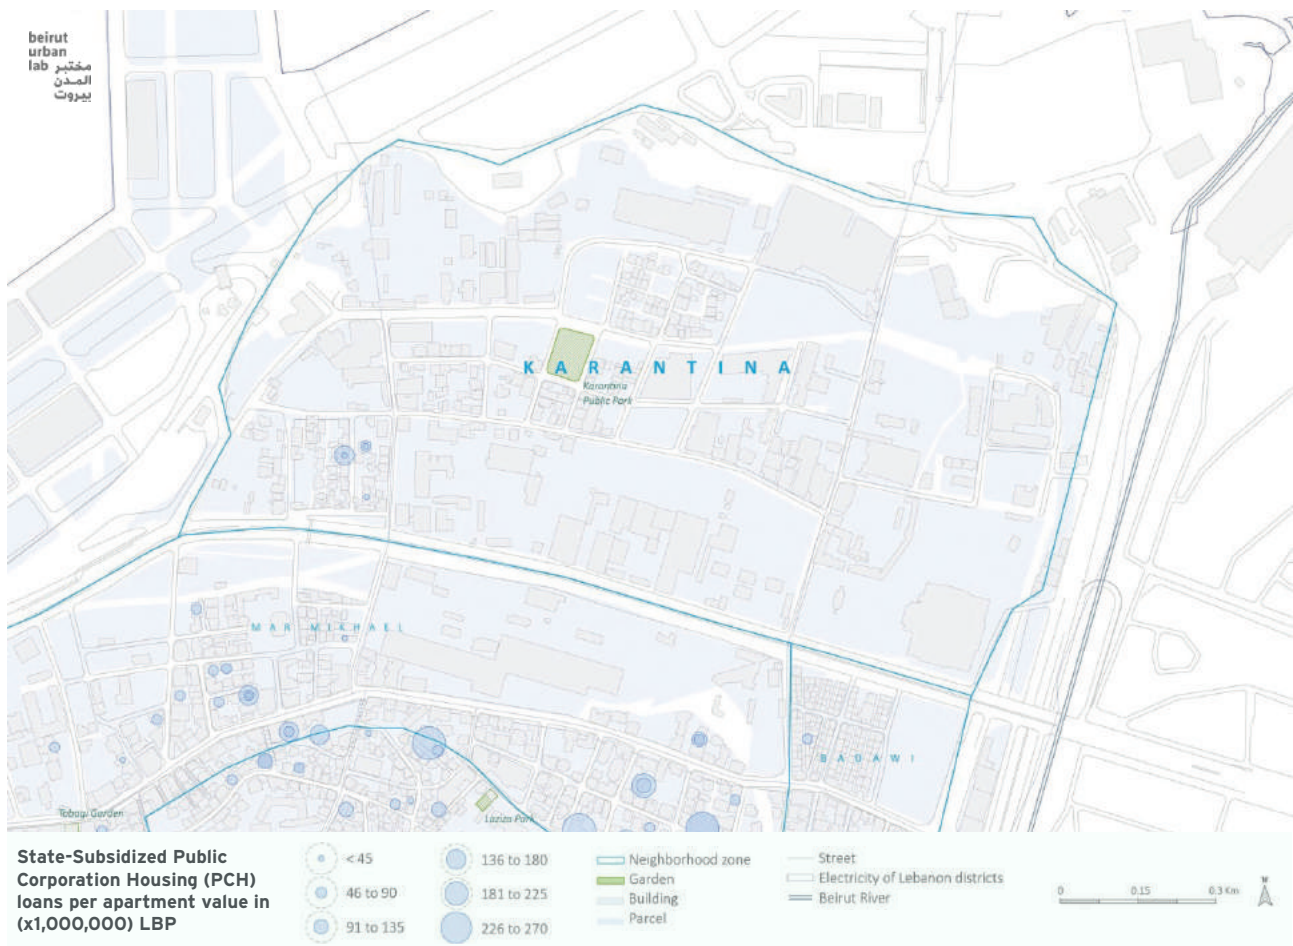 beirut
urban
lab مختبر
المدن
بيروت
KARANTINA
Karantina
Public Park
MAR MIKHAEL
BADAWI
Tobagi Garden
Laziza Park
State-Subsidized Public
Corporation Housing (PCH)
loans per apartment value in
(x1,000,000) LBP
< 45
46 to 90
91 to 135
136 to 180
181 to 225
226 to 270
Neighborhood zone
Garden
Building
Parcel
Street
Electricity of Lebanon districts
Beirut River
0 0.15 0.3 Km
N